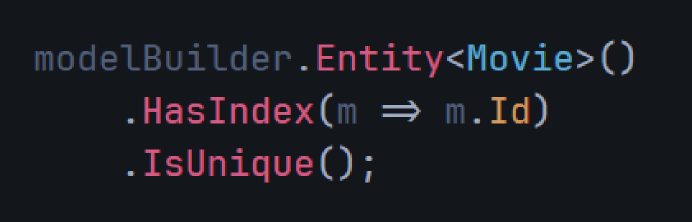 modelBuilder.Entity<Movie>()
.HasIndex(m => m.Id)
.IsUnique();